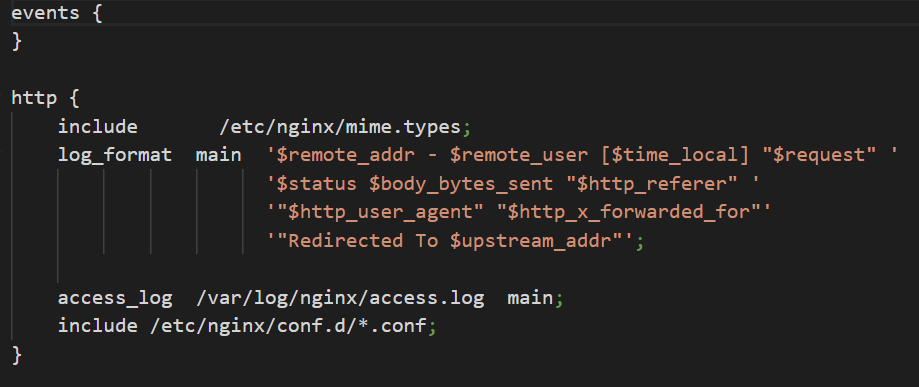 events {
}
http {
    include       /etc/nginx/mime.types;
    log_format  main  '$remote_addr - $remote_user [$time_local] "$request" '
                      '$status $body_bytes_sent "$http_referer" '
                      '"$http_user_agent" "$http_x_forwarded_for"'
                      '"Redirected To $upstream_addr"';
    access_log  /var/log/nginx/access.log  main;
    include /etc/nginx/conf.d/*.conf;
}